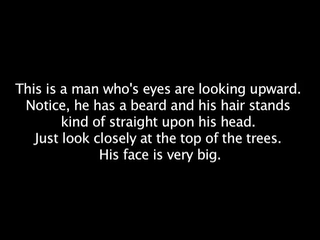 This is a man who's eyes are looking upward.
Notice, he has a beard and his hair stands
kind of straight upon his head.
Just look closely at the top of the trees.
His face is very big.